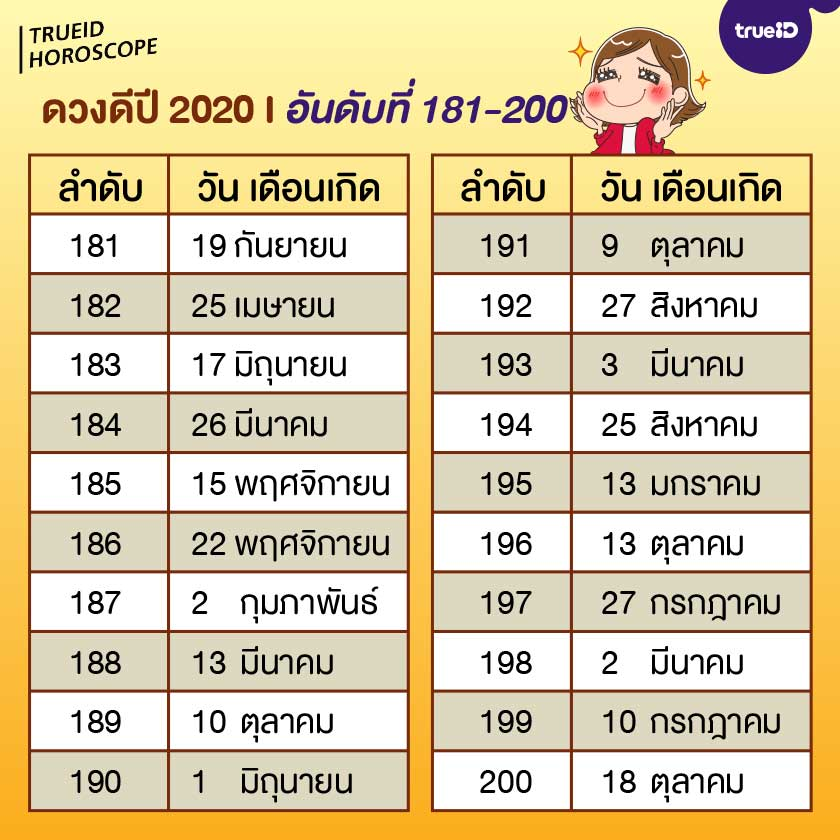 TRUEID
HOROSCOPE
trueID
ดวงดีปี 2020 | อันดับที่ 181-200
ลำดับ วัน เดือนเกิด
181 19 กันยายน
182 25 เมษายน
183 17 มิถุนายน
184 26 มีนาคม
185 15 พฤศจิกายน
186 22 พฤศจิกายน
187 2 กุมภาพันธ์
188 13 มีนาคม
189 10 ตุลาคม
190 1 มิถุนายน
ลำดับ วัน เดือนเกิด
191 9 ตุลาคม
192 27 สิงหาคม
193 3 มีนาคม
194 25 สิงหาคม
195 13 มกราคม
196 13 ตุลาคม
197 27 กรกฎาคม
198 2 มีนาคม
199 10 กรกฎาคม
200 18 ตุลาคม